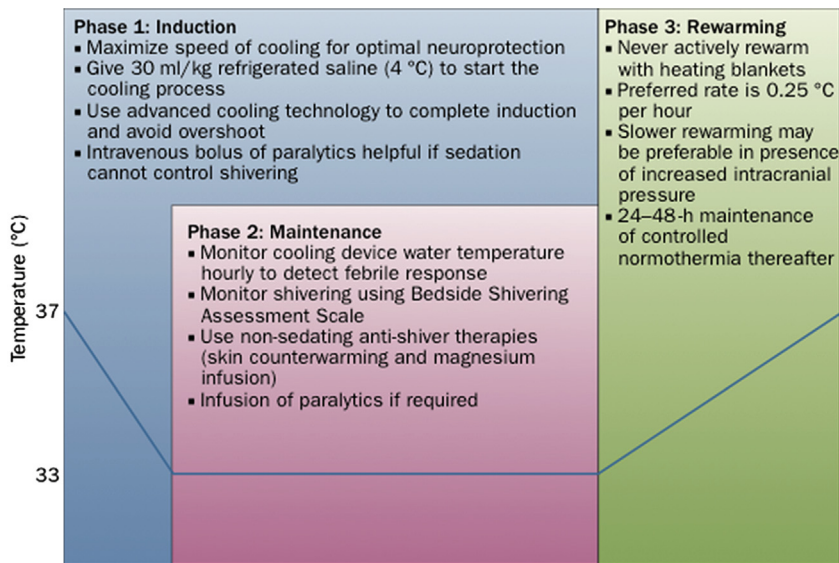 Phase 1: Induction
▪ Maximize speed of cooling for optimal neuroprotection
▪ Give 30 ml/kg refrigerated saline (4 °C) to start the
cooling process
▪ Use advanced cooling technology to complete induction
and avoid overshoot
▪ Intravenous bolus of paralytics helpful if sedation
cannot control shivering
Phase 2: Maintenance
▪ Monitor cooling device water temperature
hourly to detect febrile response
▪ Monitor shivering using Bedside Shivering
Assessment Scale
▪ Use non-sedating anti-shiver therapies
(skin counterwarming and magnesium
infusion)
▪ Infusion of paralytics if required
Phase 3: Rewarming
▪ Never actively rewarm
with heating blankets
▪ Preferred rate is 0.25 °C
per hour
▪ Slower rewarming may
be preferable in presence
of increased intracranial
pressure
▪ 24–48-h maintenance
of controlled
normothermia thereafter
Temperature (°C)
37
33